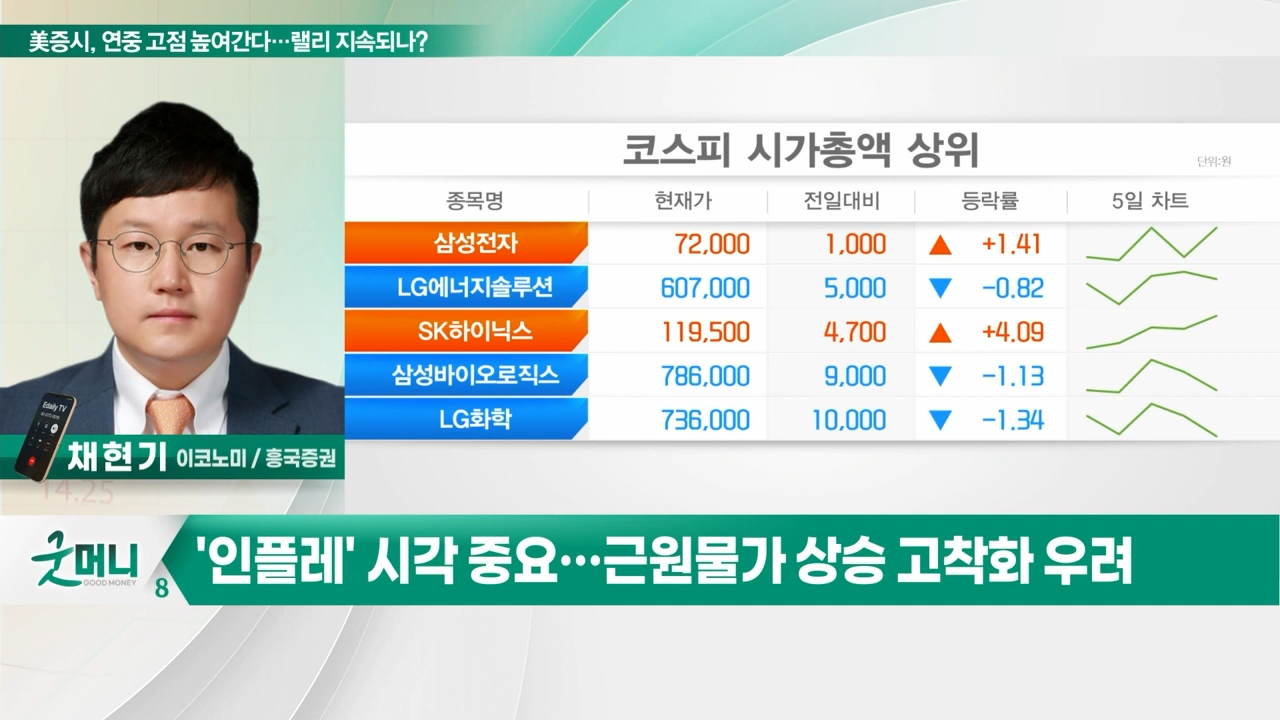 美증시, 연중 고점 높여간다…랠리 지속되나?
코스피 시가총액 상위
단위:원
종목명 현재가 전일대비 등락률 5일 차트
삼성전자 72,000 1,000 ▲ +1.41
LG에너지솔루션 607,000 5,000 ▼ -0.82
SK하이닉스 119,500 4,700 ▲ +4.09
삼성바이오로직스 786,000 9,000 ▼ -1.13
LG화학 736,000 10,000 ▼ -1.34
Edaily TV
채현기 이코노미 / 흥국증권
14.25
굿머니
GOOD MONEY
8
'인플레' 시각 중요…근원물가 상승 고착화 우려